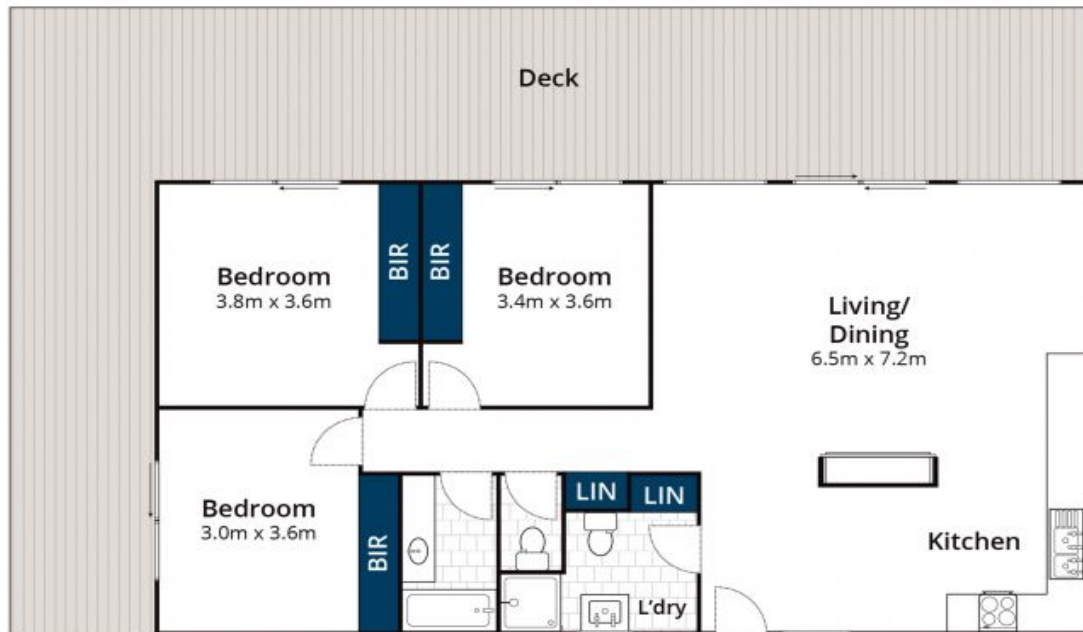 Deck
BIR
BIR
Bedroom
3.8m x 3.6m
Bedroom
3.4m x 3.6m
Living/
Dining
6.5m x 7.2m
Bedroom
3.0m x 3.6m
BIR
LIN
LIN
Kitchen
L'dry